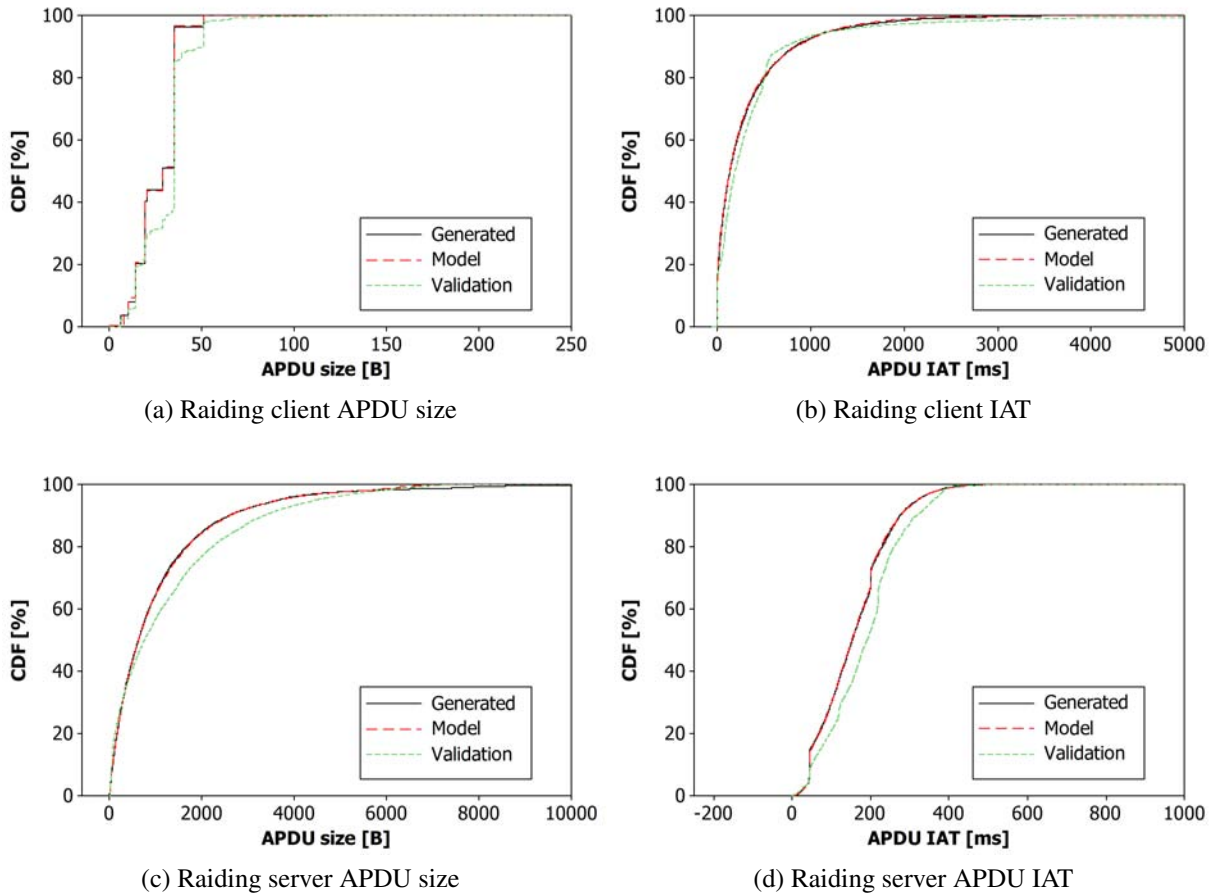 CDF [%]
100
80
60
40
20
0
Generated
Model
Validation
0
50
100
150
200
250
APDU size [B]
(a) Raiding client APDU size
CDF [%]
100
80
60
40
20
0
Generated
Model
Validation
0
1000
2000
3000
4000
5000
APDU IAT [ms]
(b) Raiding client IAT
CDF [%]
100
80
60
40
20
0
Generated
Model
Validation
0
2000
4000
6000
8000
10000
APDU size [B]
(c) Raiding server APDU size
CDF [%]
100
80
60
40
20
0
Generated
Model
Validation
-200
0
200
400
600
800
1000
APDU IAT [ms]
(d) Raiding server APDU IAT